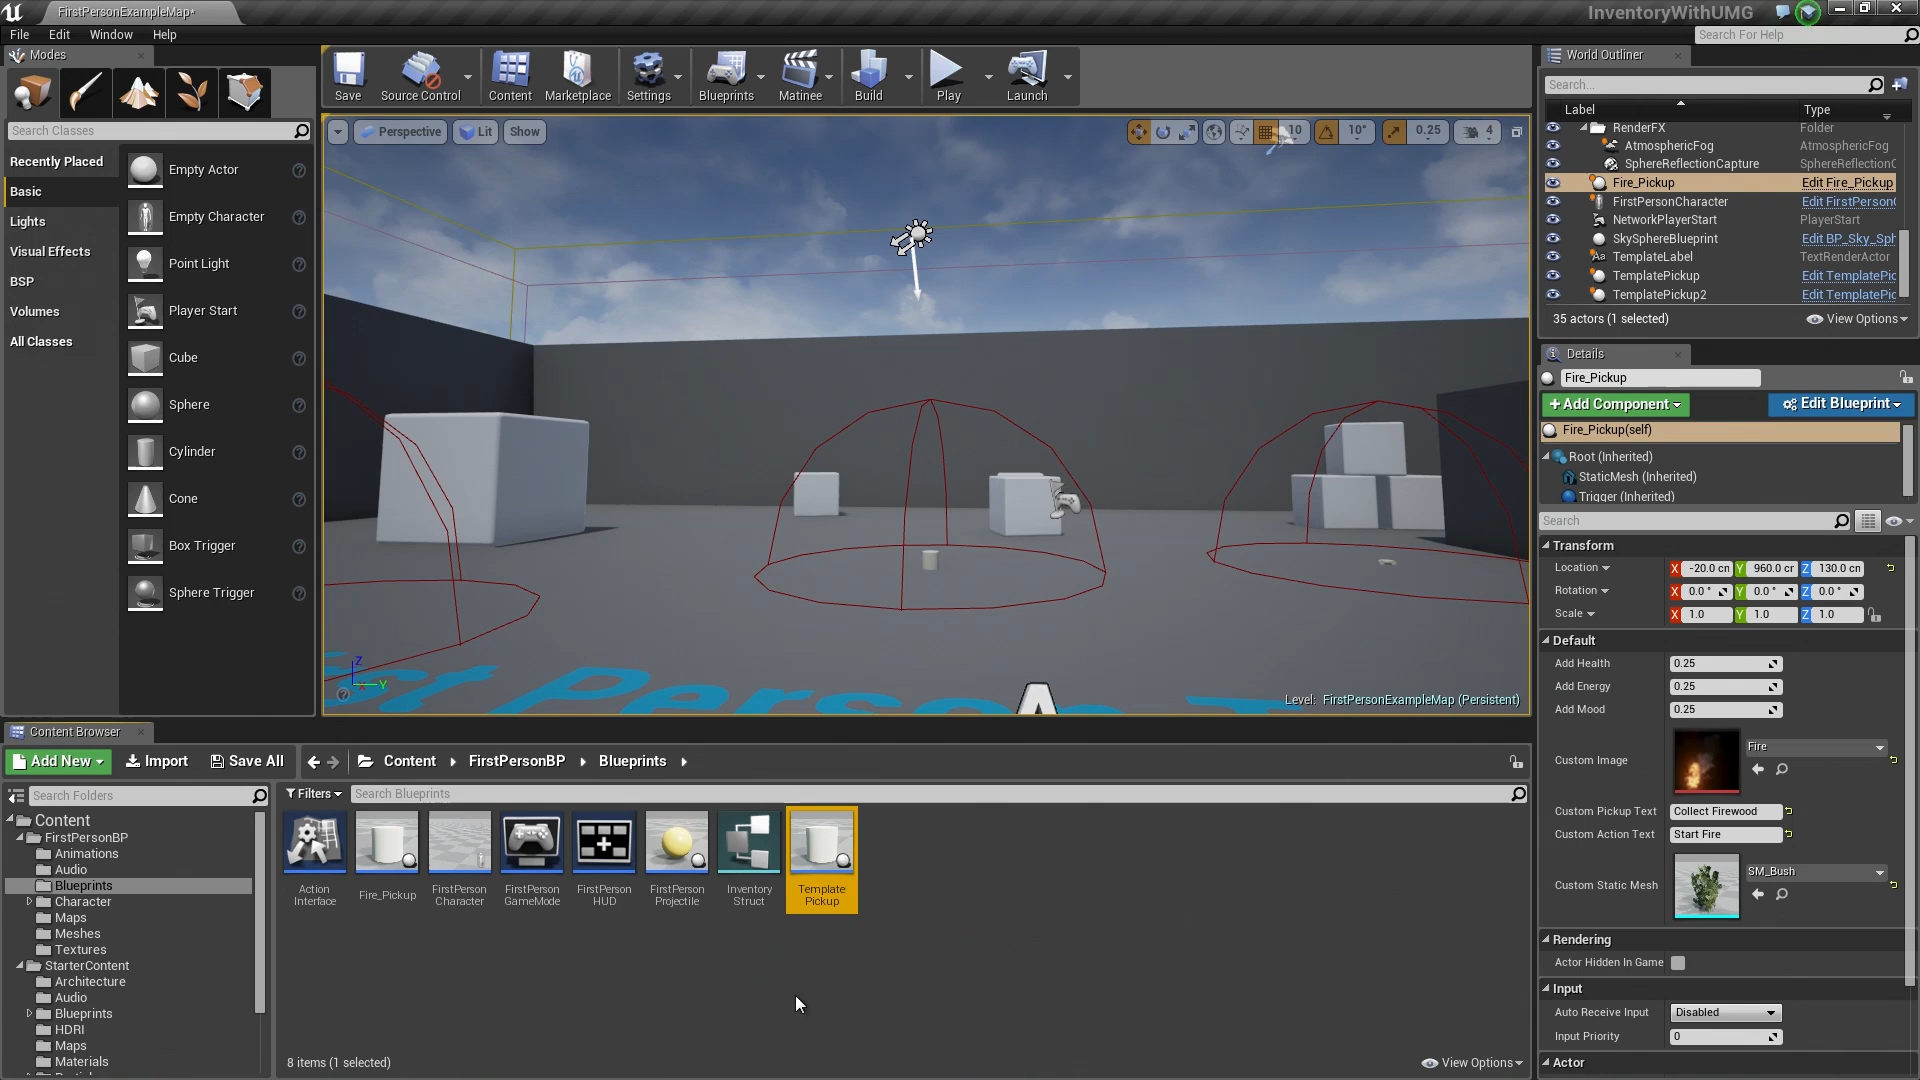 FirstPersonExampleMap*
InventoryWithUMG
File Edit Window Help
Search For Help
Modes
Search Classes
Recently Placed
Basic
Lights
Visual Effects
BSP
Volumes
All Classes
Empty Actor
Empty Character
Point Light
Player Start
Cube
Sphere
Cylinder
Cone
Box Trigger
Sphere Trigger
Save Source Control Content Marketplace Settings Blueprints Matinee Build Play Launch
Perspective Lit Show
10 10° 0.25 4
Level: FirstPersonExampleMap (Persistent)
World Outliner
Search...
Label Type
RenderFX Folder
AtmosphericFog AtmosphericFog
SphereReflectionCapture SphereReflectionC
Fire_Pickup Edit Fire_Pickup
FirstPersonCharacter Edit FirstPersonC
NetworkPlayerStart PlayerStart
SkySphereBlueprint Edit BP_Sky_Sph
TemplateLabel TextRenderActor
TemplatePickup Edit TemplatePic
TemplatePickup2 Edit TemplatePic
35 actors (1 selected) View Options
Details
Fire_Pickup
+Add Component Edit Blueprint
Fire_Pickup(self)
Root (Inherited)
StaticMesh (Inherited)
Trigger (Inherited)
Search
Transform
Location X -20.0 cm Y 960.0 cr Z 130.0 cm
Rotation X 0.0 ° Y 0.0 ° Z 0.0 °
Scale X 1.0 Y 1.0 Z 1.0
Default
Add Health 0.25
Add Energy 0.25
Add Mood 0.25
Custom Image Fire
Custom Pickup Text Collect Firewood
Custom Action Text Start Fire
Custom Static Mesh SM_Bush
Rendering
Actor Hidden In Game
Input
Auto Receive Input Disabled
Input Priority 0
Actor
Content Browser
Add New Import Save All Content FirstPersonBP Blueprints
Search Folders
Filters Search Blueprints
Content
FirstPersonBP
Animations
Audio
Blueprints
Character
Maps
Meshes
Textures
StarterContent
Architecture
Audio
Blueprints
HDRI
Maps
Materials
Action Interface
Fire_Pickup
FirstPerson Character
FirstPerson GameMode
FirstPerson HUD
FirstPerson Projectile
Inventory Struct
Template Pickup
8 items (1 selected) View Options